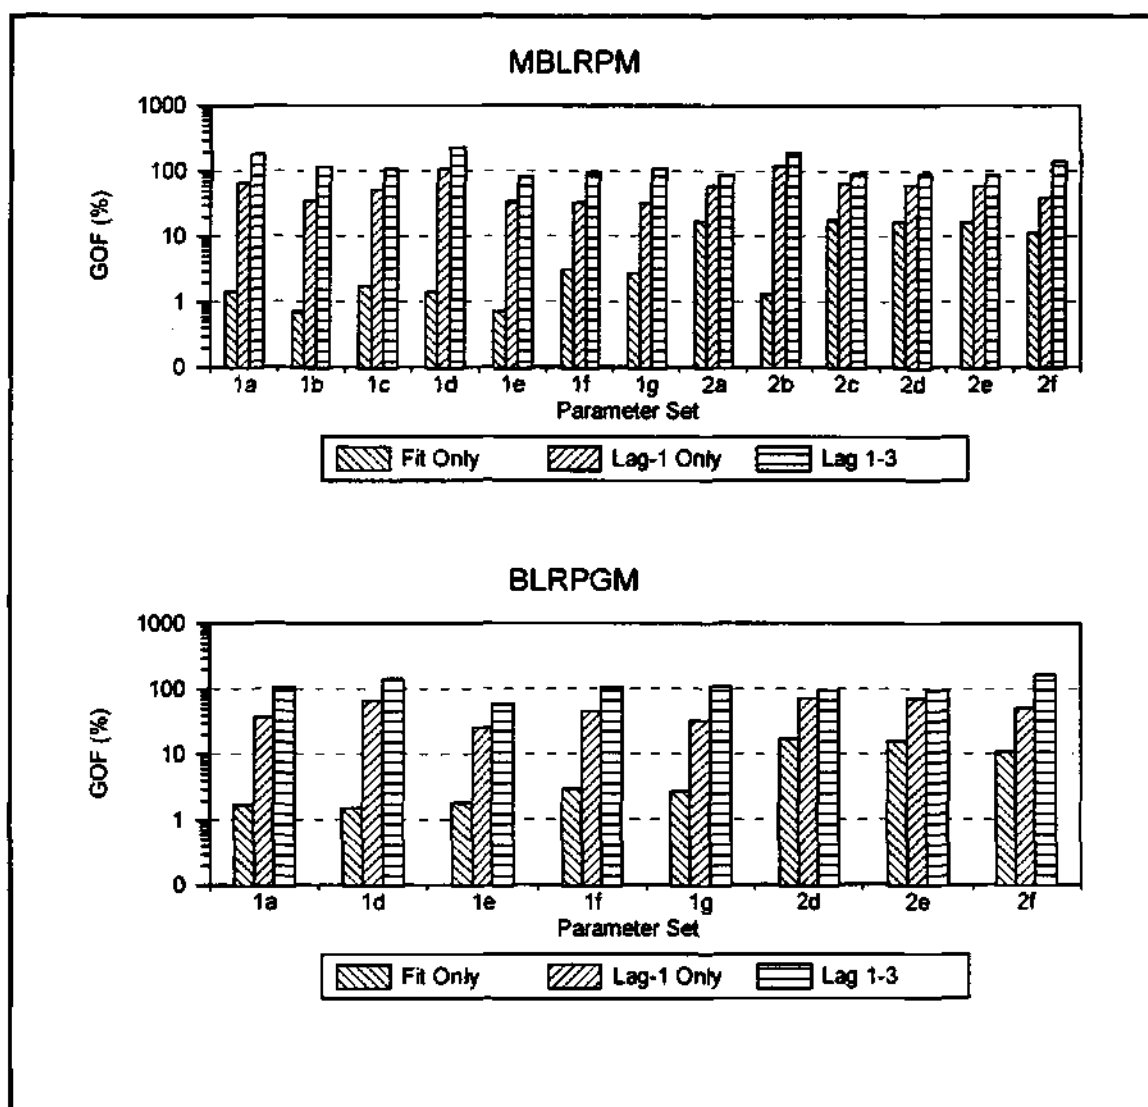 MBLRPM
1000
100
10
1
0
GOF (%)
1a 1b 1c 1d 1e 1f 1g 2a 2b 2c 2d 2e 2f
Parameter Set
Fit Only Lag-1 Only Lag 1-3
BLRPGM
1000
100
10
1
0
GOF (%)
1a 1d 1e 1f 1g 2d 2e 2f
Parameter Set
Fit Only Lag-1 Only Lag 1-3